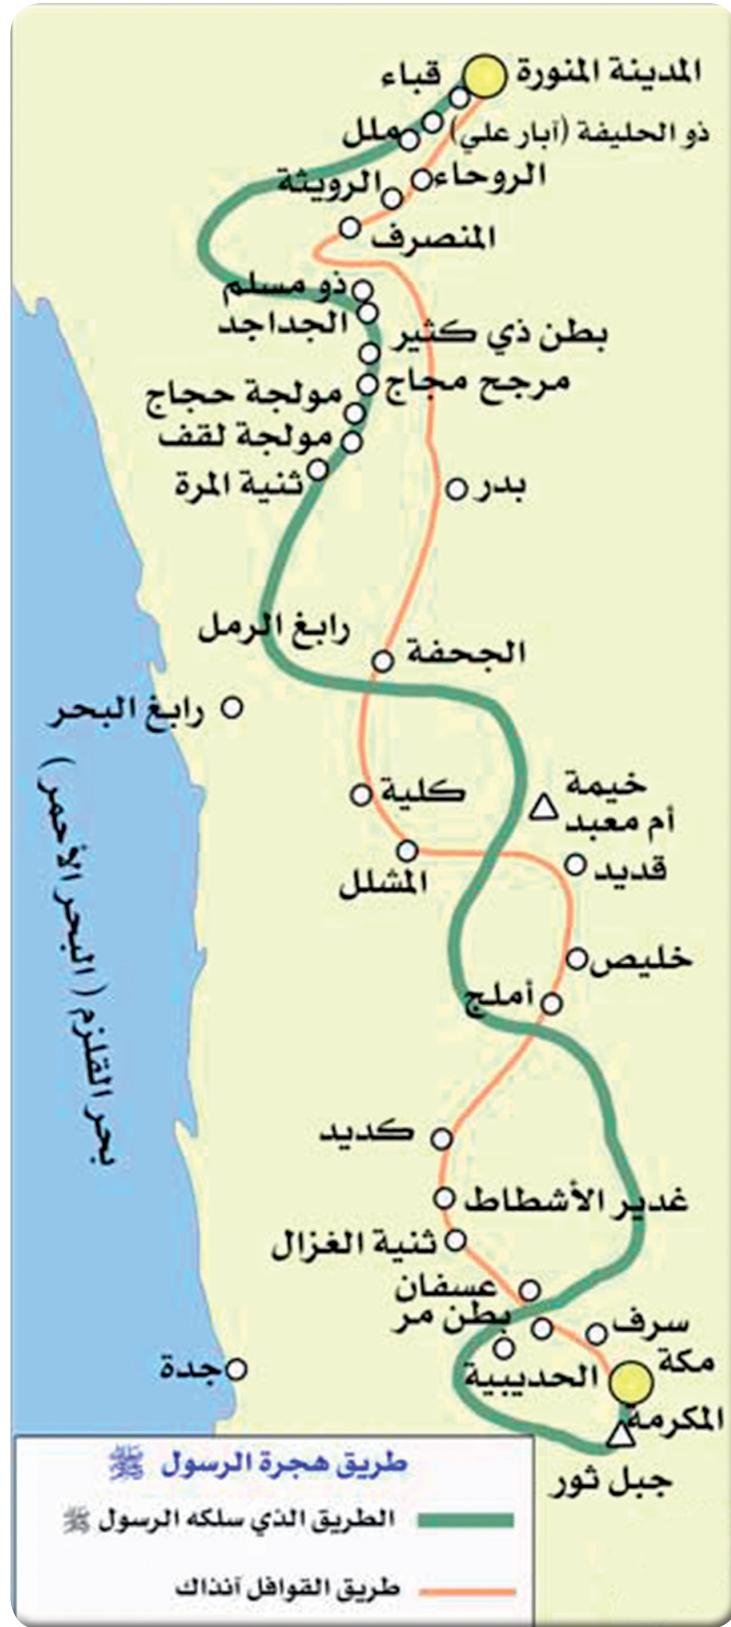 المدينة المنورة
قباء
ذو الحليفة (آبار علي)
ملل
الروحاء
الرويثة
المنصرف
ذو مسلم
الجداجد
بطن ذي كثير
مرجح مجاج
مولجة حجاج
مولجة لقف
ثنية المرة
بدر
رابغ الرمل
الجحفة
رابغ البحر
كلية
خيمة
أم معبد
المشلل
قديد
خليص
أملج
بحر القلزم ( البحر الأحمر )
كديد
غدير الأشطاط
ثنية الغزال
عسفان
بطن مر
سرف
مكة
المكرمة
الحديبية
جدة
جبل ثور
طريق هجرة الرسول ﷺ
الطريق الذي سلكه الرسول ﷺ
طريق القوافل آنذاك